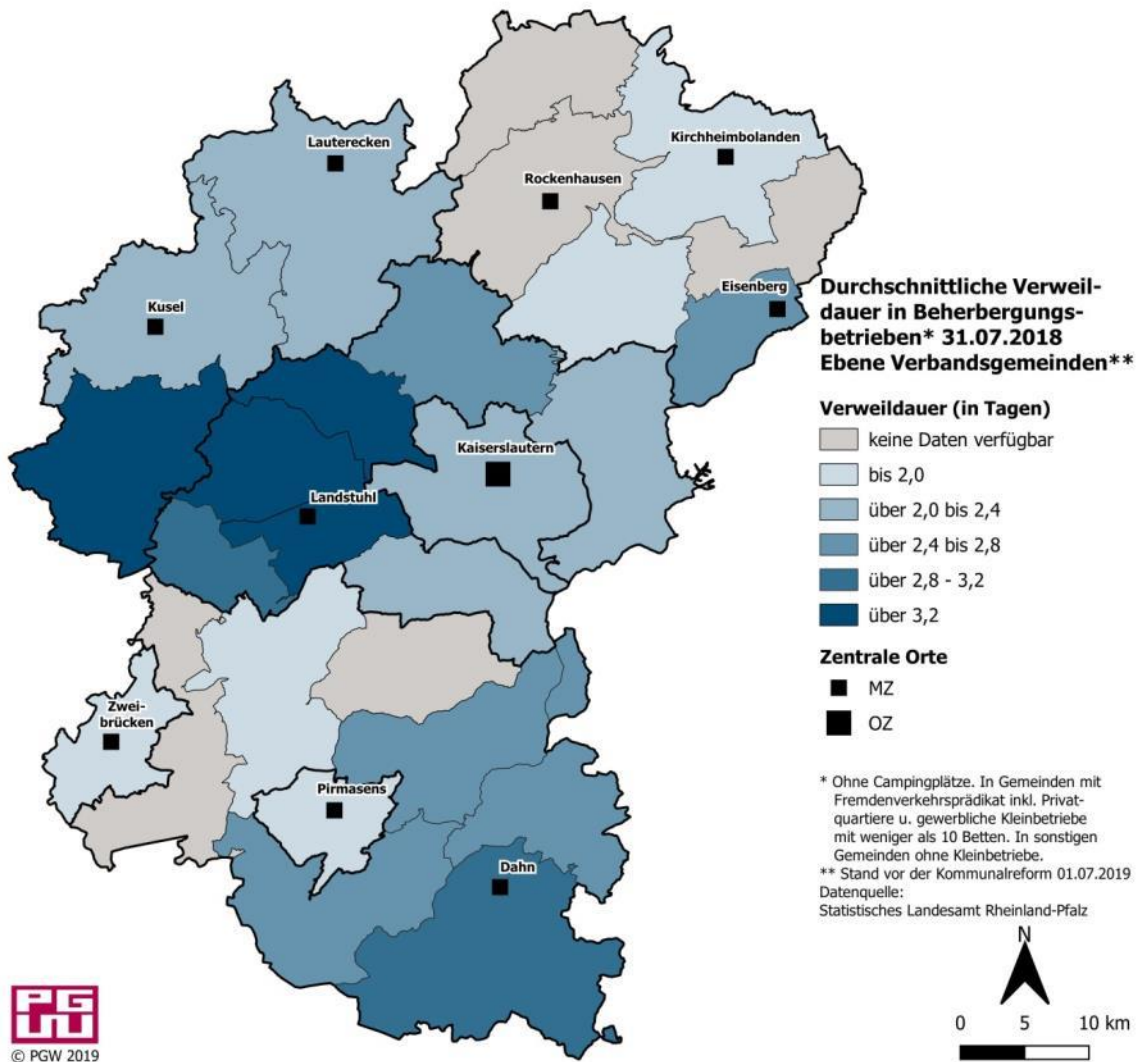 Lauterecken
Kirchheimbolanden
Rockenhausen
Kusel
Eisenberg
Kaiserslautern
Landstuhl
Zwei-
brücken
Pirmasens
Dahn
Durchschnittliche Verweil-
dauer in Beherbergungs-
betrieben* 31.07.2018
Ebene Verbandsgemeinden**
Verweildauer (in Tagen)
keine Daten verfügbar
bis 2,0
über 2,0 bis 2,4
über 2,4 bis 2,8
über 2,8 - 3,2
über 3,2
Zentrale Orte
MZ
OZ
* Ohne Campingplätze. In Gemeinden mit
Fremdenverkehrsprädikat inkl. Privat-
quartiere u. gewerbliche Kleinbetriebe
mit weniger als 10 Betten. In sonstigen
Gemeinden ohne Kleinbetriebe.
** Stand vor der Kommunalreform 01.07.2019
Datenquelle:
Statistisches Landesamt Rheinland-Pfalz
N
0 5 10 km
PGW
© PGW 2019